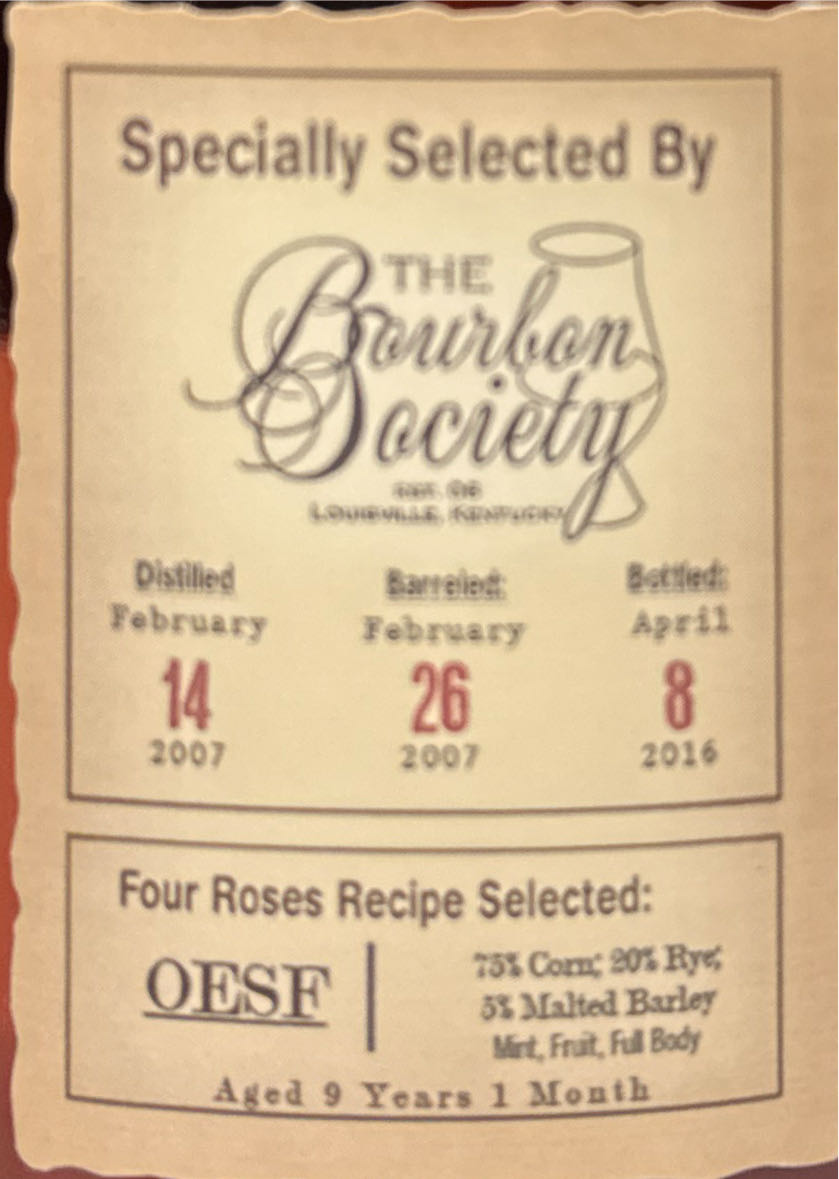 Specially Selected By
THE
Bourbon
Society
EST. 06
LOUISVILLE, KENTUCKY
Distilled Barreled: Bottled:
February February April
14 26 8
2007 2007 2016
Four Roses Recipe Selected:
OESF
75% Corn; 20% Rye;
5% Malted Barley
Mint, Fruit, Full Body
Aged 9 Years 1 Month